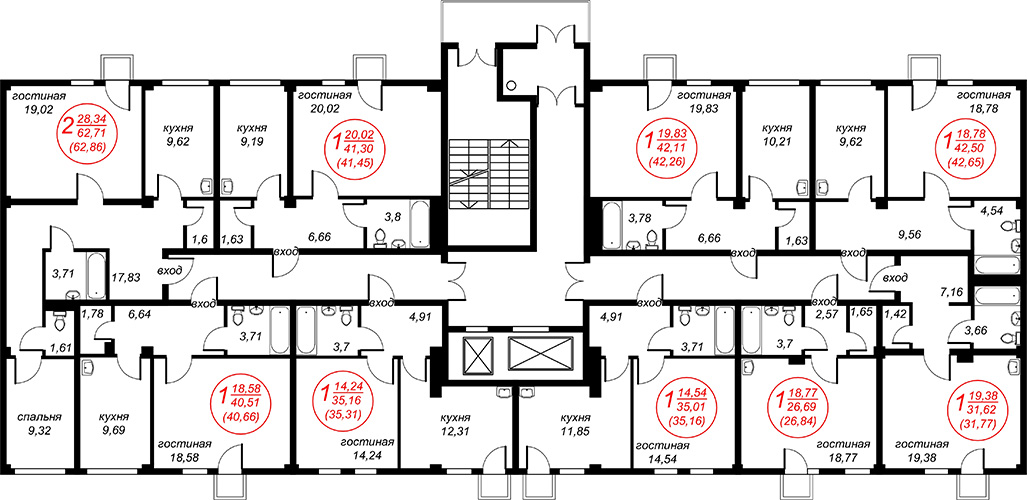 гостиная
19,02
2 28,34
62,71
(62,86)
кухня
9,62
кухня
9,19
гостиная
20,02
1 20,02
41,30
(41,45)
гостиная
19,83
1 19,83
42,11
(42,26)
кухня
10,21
кухня
9,62
гостиная
18,78
1 18,78
42,50
(42,65)
1,6
1,63
6,66
3,8
3,78
6,66
1,63
9,56
4,54
вход
вход
вход
вход
3,71
17,83
вход
вход
вход
вход
вход
7,16
1,78
6,64
3,71
3,7
4,91
4,91
3,71
3,7
2,57
1,65
1,42
3,66
1,61
спальня
9,32
кухня
9,69
1 18,58
40,51
(40,66)
гостиная
18,58
1 14,24
35,16
(35,31)
гостиная
14,24
кухня
12,31
кухня
11,85
1 14,54
35,01
(35,16)
гостиная
14,54
1 18,77
26,69
(26,84)
гостиная
18,77
1 19,38
31,62
(31,77)
гостиная
19,38